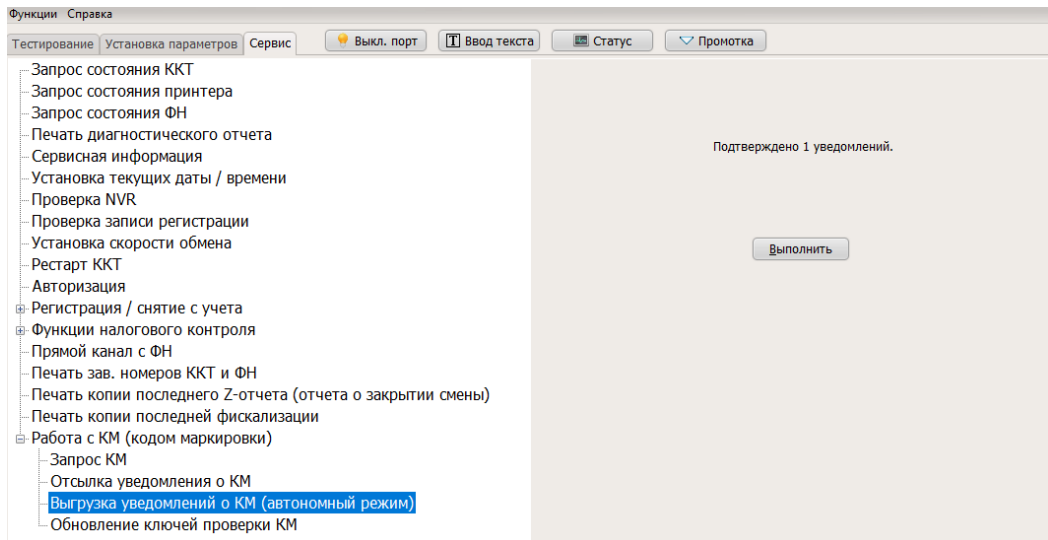 Функции Справка
Тестирование Установка параметров Сервис Выкл. порт Ввод текста Статус Промотка
Запрос состояния ККТ
Запрос состояния принтера
Запрос состояния ФН
Печать диагностического отчета
Подтверждено 1 уведомлений.
Сервисная информация
Установка текущих даты / времени
Проверка NVR
Проверка записи регистрации
Установка скорости обмена
Выполнить
Рестарт ККТ
Авторизация
Регистрация / снятие с учета
Функции налогового контроля
Прямой канал с ФН
Печать зав. номеров ККТ и ФН
Печать копии последнего Z-отчета (отчета о закрытии смены)
Печать копии последней фискализации
Работа с КМ (кодом маркировки)
Запрос КМ
Отсылка уведомления о КМ
Выгрузка уведомлений о КМ (автономный режим)
Обновление ключей проверки КМ